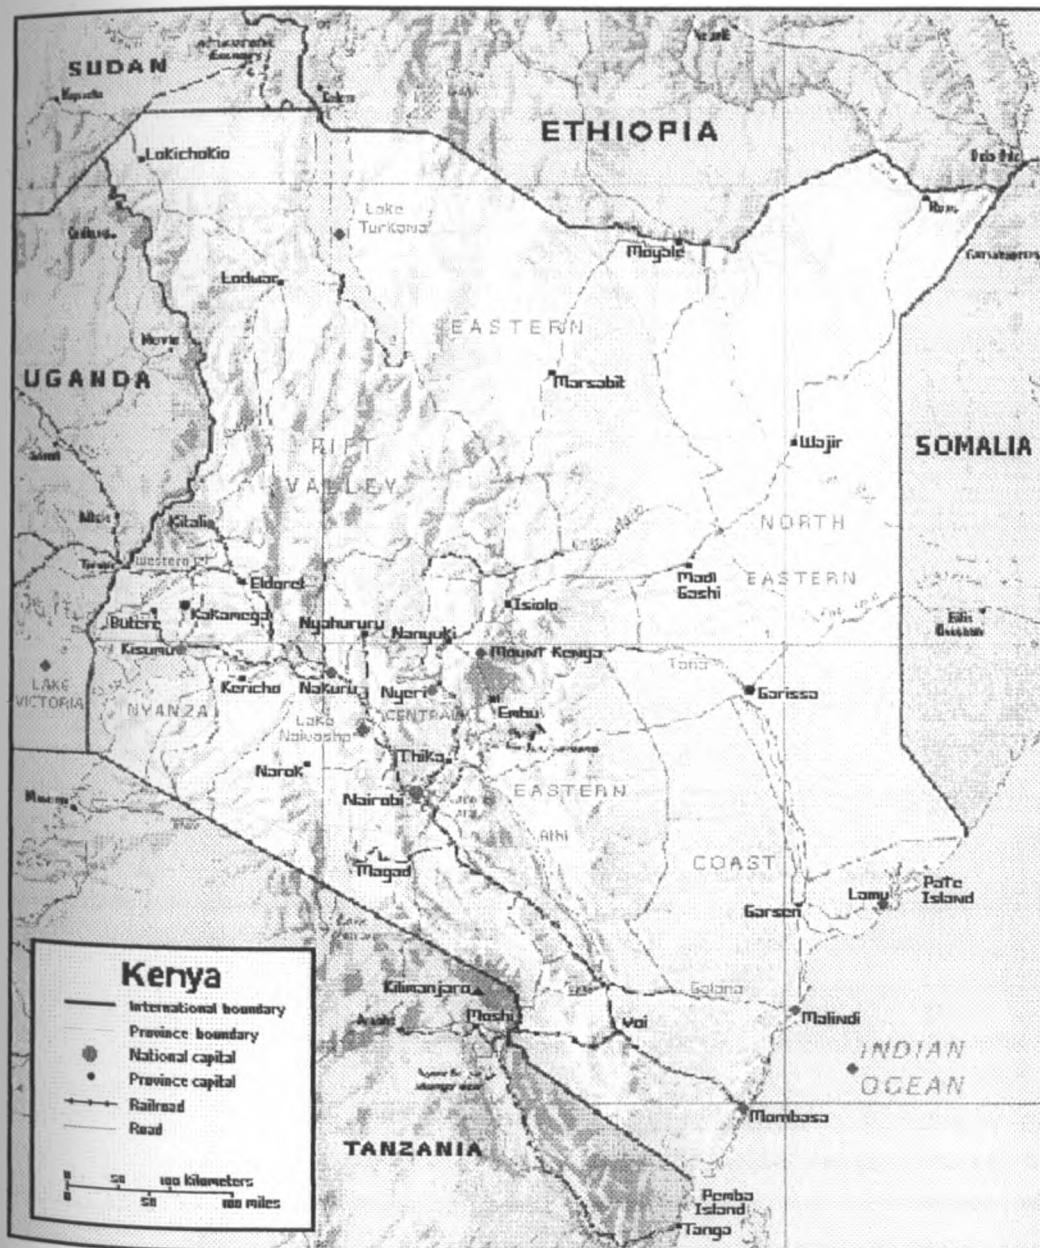 SUDAN
ETHIOPIA
Lokichokio
Lake
Turkana
Moyale
Lodwar
EASTERN
UGANDA
Marsabit
SOMALIA
RIFT
VALLEY
Wajir
Kitale
NORTH
EASTERN
Eldoret
Madi
Gashi
Isiolo
Butere
Kakamega
Nyahururu
Nanyuki
Kisumu
Mount Kenya
Tana
LAKE
VICTORIA
Kericho
Nakuru
Nyeri
Garissa
NYANZA
CENTRAL
Embu
Lake
Naivasha
Thika
Narok
Nairobi
EASTERN
Athi
Magad
COAST
Pate
Island
Lamu
Garsen
Kilimanjaro
Galana
Moshi
Voi
Malindi
INDIAN
OCEAN
Mombasa
TANZANIA
Pemba
Island
Tanga
Kenya
International boundary
Province boundary
National capital
Province capital
Railroad
Road
0 50 100 Kilometers
0 50 100 miles